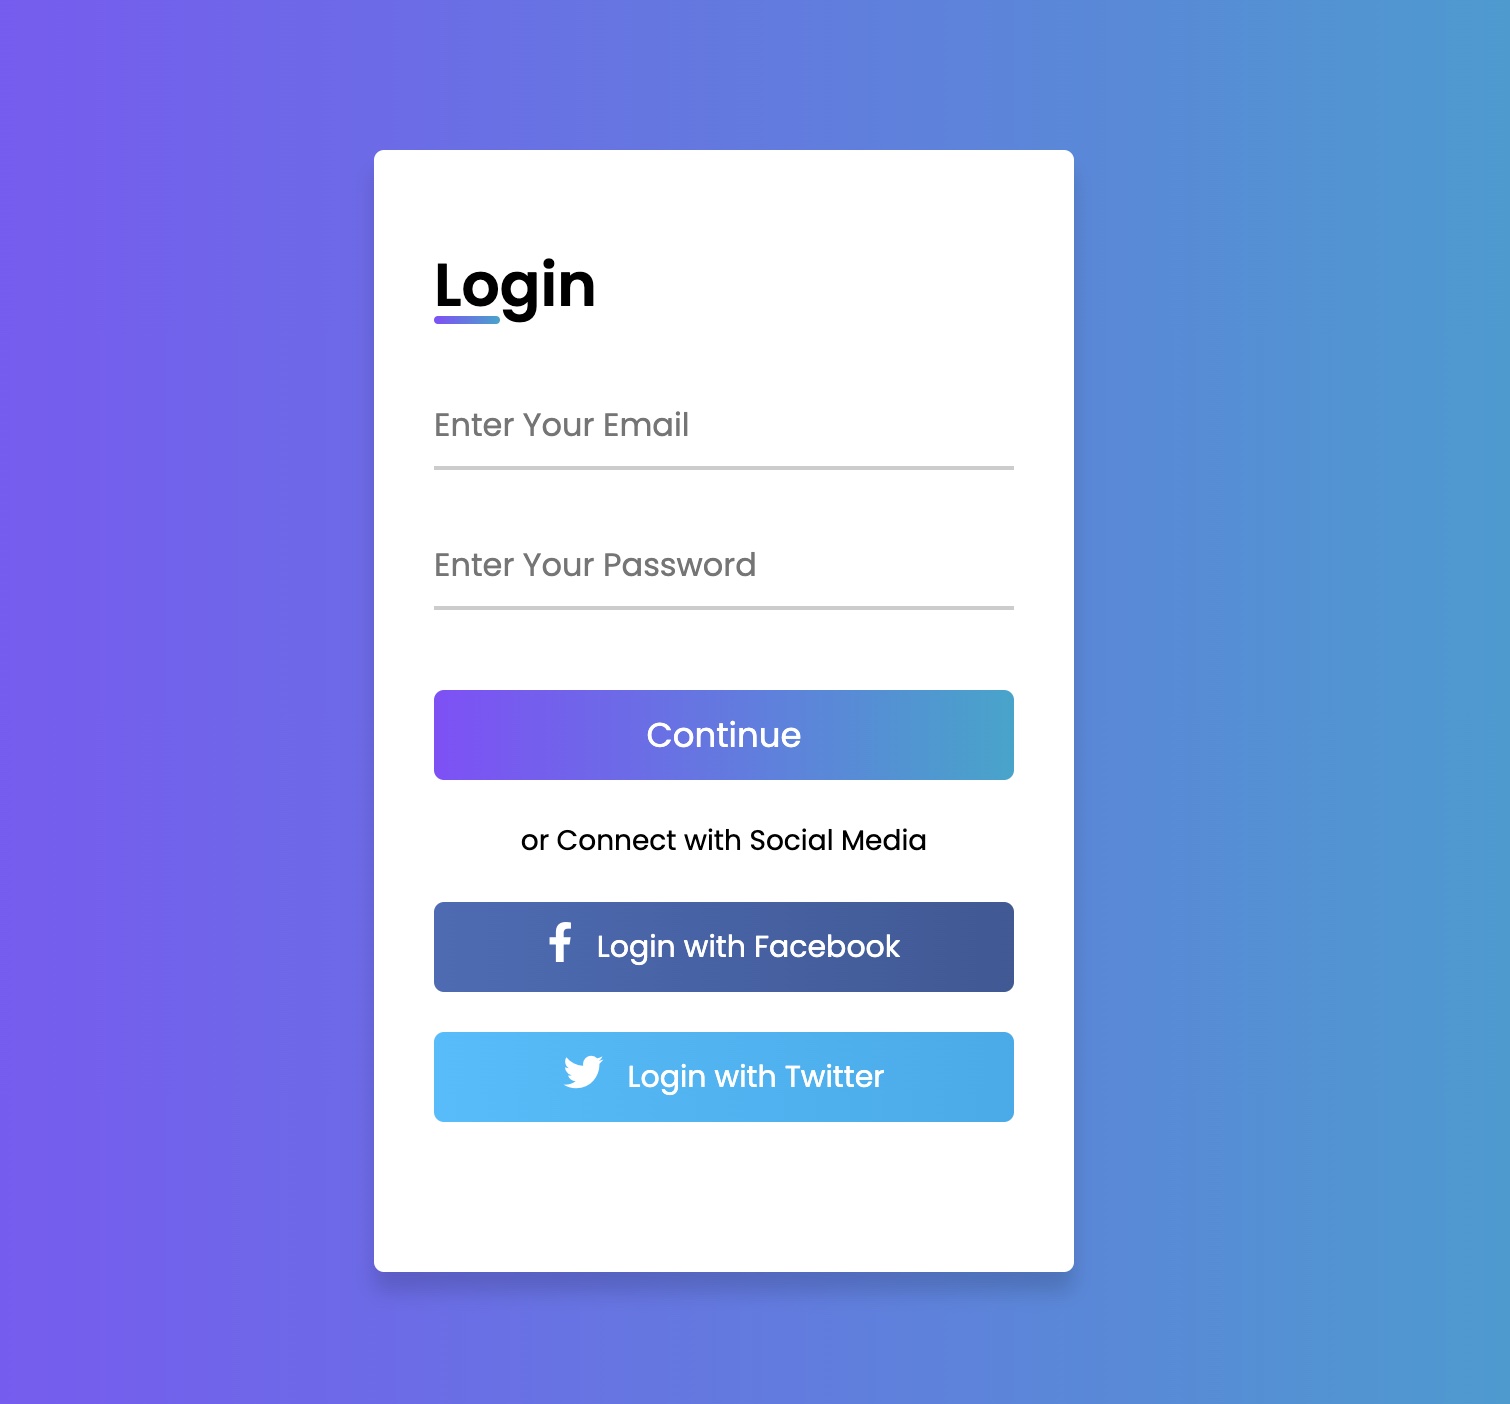 Login
Enter Your Email
Enter Your Password
Continue
or Connect with Social Media
Login with Facebook
Login with Twitter